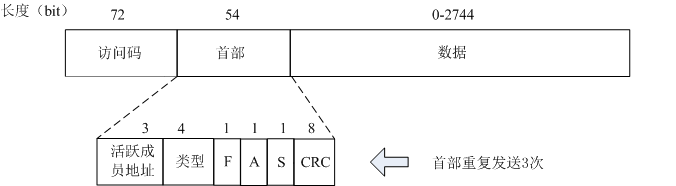 长度（bit） 72 54 0-2744
访问码 首部 数据
3 4 1 1 1 8
活跃成
员地址 类型 F A S CRC
首部重复发送3次